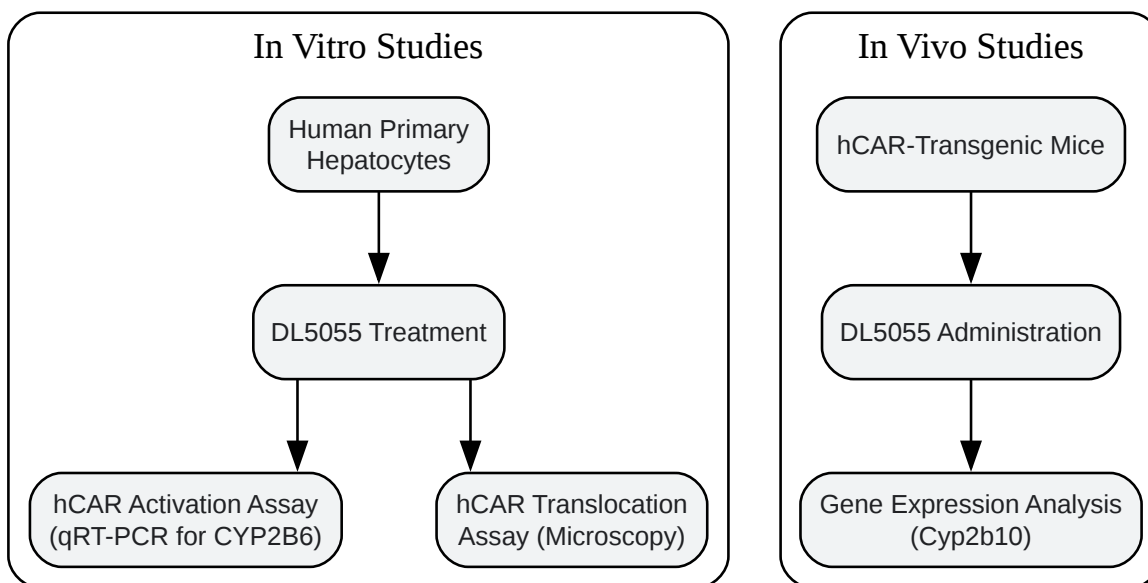 In Vitro Studies
Human Primary
Hepatocytes
DL5055 Treatment
hCAR Activation Assay
(qRT-PCR for CYP2B6)
hCAR Translocation
Assay (Microscopy)
In Vivo Studies
hCAR-Transgenic Mice
DL5055 Administration
Gene Expression Analysis
(Cyp2b10)